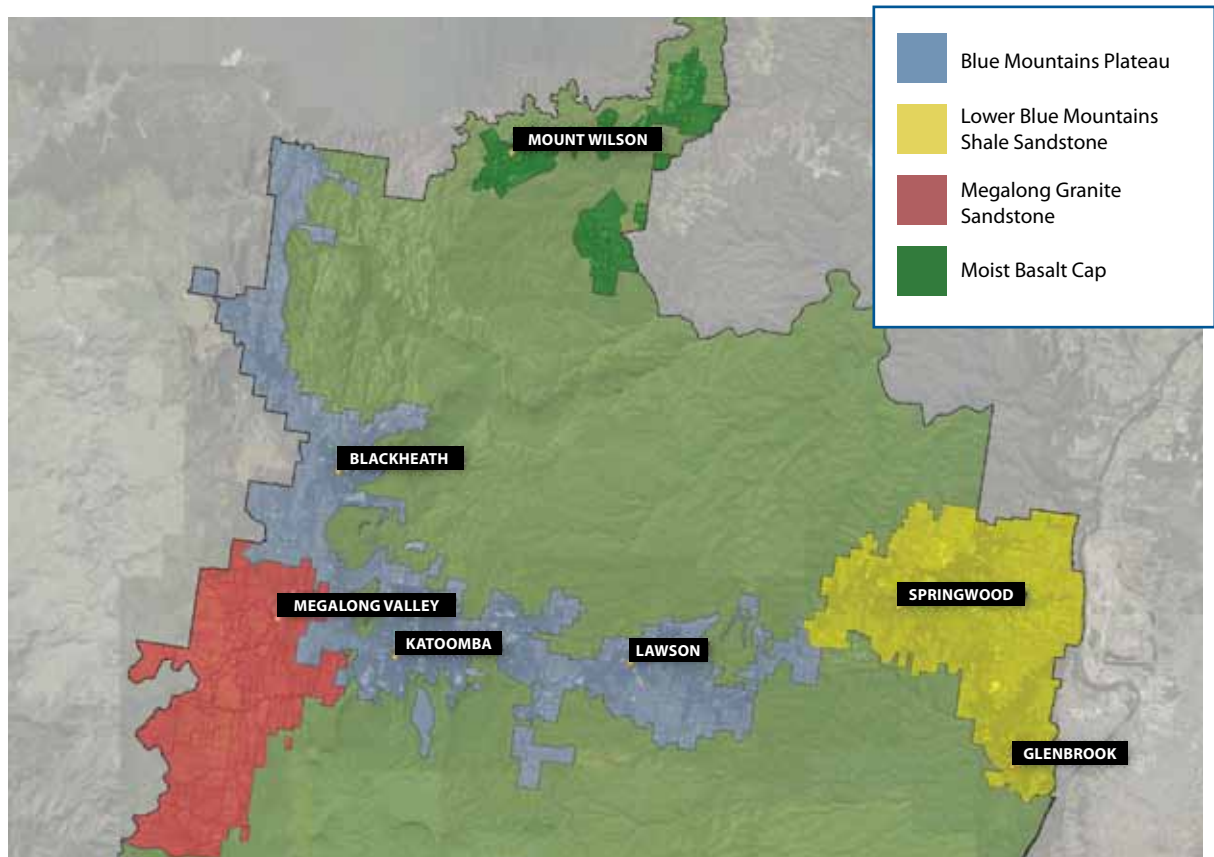 Blue Mountains Plateau
Lower Blue Mountains
Shale Sandstone
Megalong Granite
Sandstone
Moist Basalt Cap
MOUNT WILSON
BLACKHEATH
MEGALONG VALLEY
SPRINGWOOD
KATOOMBA
LAWSON
GLENBROOK